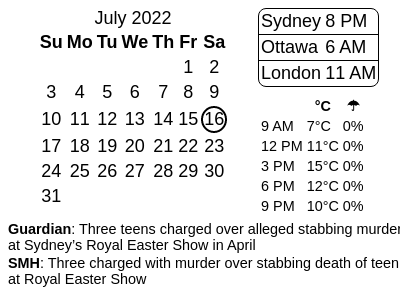 July 2022
Su Mo Tu We Th Fr Sa
1 2
3 4 5 6 7 8 9
10 11 12 13 14 15 16
17 18 19 20 21 22 23
24 25 26 27 28 29 30
31
Sydney 8 PM
Ottawa 6 AM
London 11 AM
°C ☂
9 AM 7°C 0%
12 PM 11°C 0%
3 PM 15°C 0%
6 PM 12°C 0%
9 PM 10°C 0%
Guardian: Three teens charged over alleged stabbing murder
at Sydney’s Royal Easter Show in April
SMH: Three charged with murder over stabbing death of teen
at Royal Easter Show